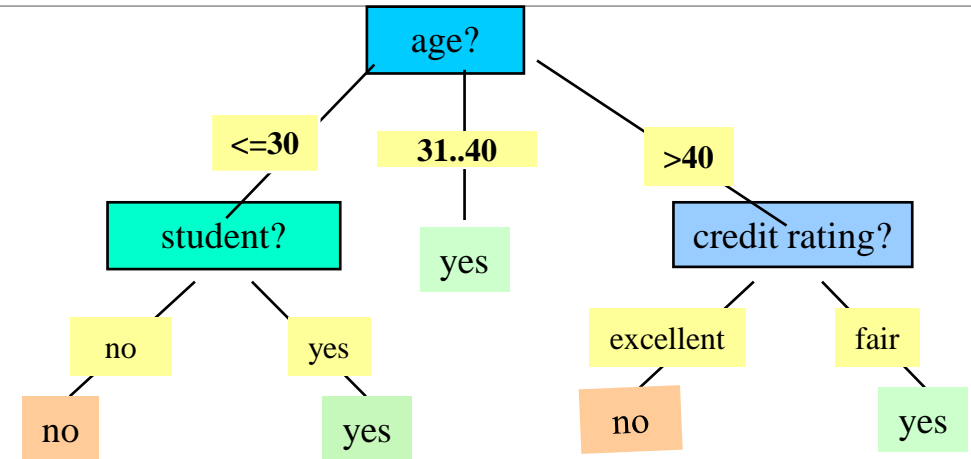 age?
<=30
31..40
>40
student?
yes
credit rating?
no
yes
excellent
fair
no
yes
no
yes